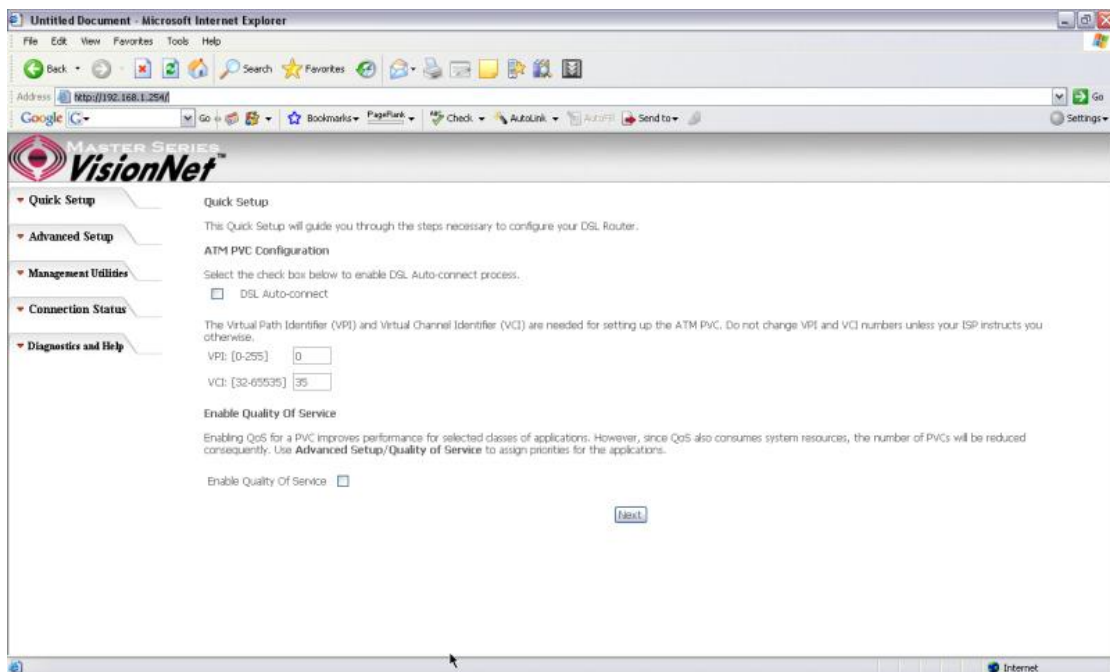 Untitled Document - Microsoft Internet Explorer
File Edit View Favorites Tools Help
Back Search Favorites
Address http://192.168.1.254/ Go
Google G Go Bookmarks PageRank Check AutoLink AutoFill Send to Settings
MASTER SERIES
VisionNet™
Quick Setup
Advanced Setup
Management Utilities
Connection Status
Diagnostics and Help
Quick Setup
This Quick Setup will guide you through the steps necessary to configure your DSL Router.
ATM PVC Configuration
Select the check box below to enable DSL Auto-connect process.
DSL Auto-connect
The Virtual Path Identifier (VPI) and Virtual Channel Identifier (VCI) are needed for setting up the ATM PVC. Do not change VPI and VCI numbers unless your ISP instructs you
otherwise.
VPI: [0-255] 0
VCI: [32-65535] 35
Enable Quality Of Service
Enabling QoS for a PVC improves performance for selected classes of applications. However, since QoS also consumes system resources, the number of PVCs will be reduced
consequently. Use Advanced Setup/Quality of Service to assign priorities for the applications.
Enable Quality Of Service
Next
Internet